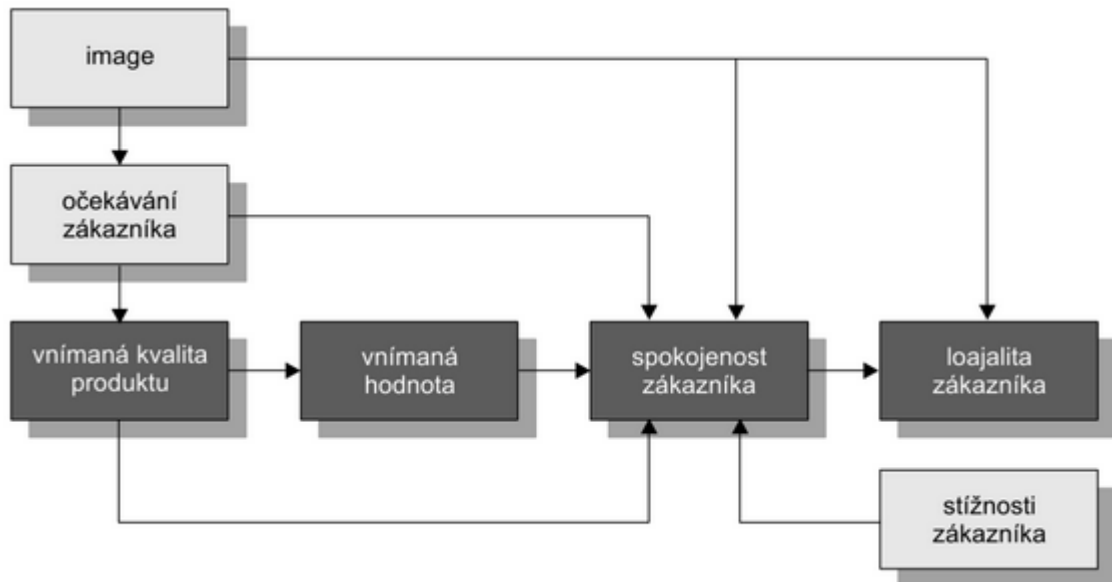 image
očekávání
zákazníka
vnímaná kvalita
produktu
vnímaná
hodnota
spokojenost
zákazníka
loajalita
zákazníka
stížnosti
zákazníka